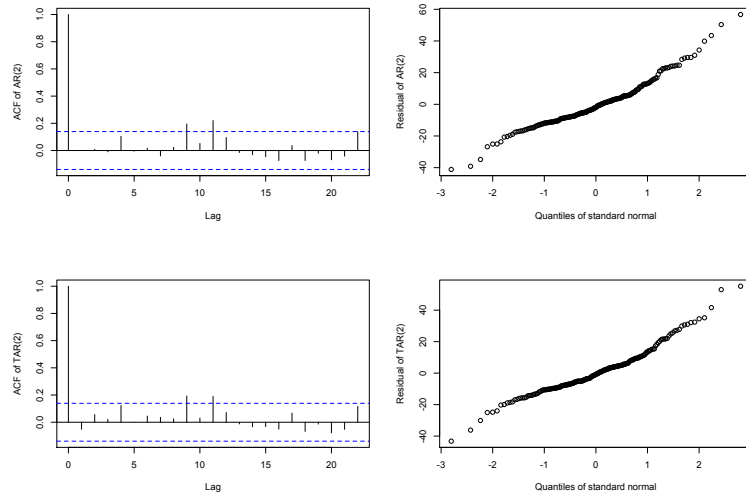 ACF of AR(2)
0.0 0.2 0.4 0.6 0.8 1.0
0 5 10 15 20
Lag
Residual of AR(2)
-40 -20 0 20 40 60
-3 -2 -1 0 1 2
Quantiles of standard normal
ACF of TAR(2)
0.0 0.2 0.4 0.6 0.8 1.0
0 5 10 15 20
Lag
Residual of TAR(2)
-40 -20 0 20 40
-3 -2 -1 0 1 2
Quantiles of standard normal